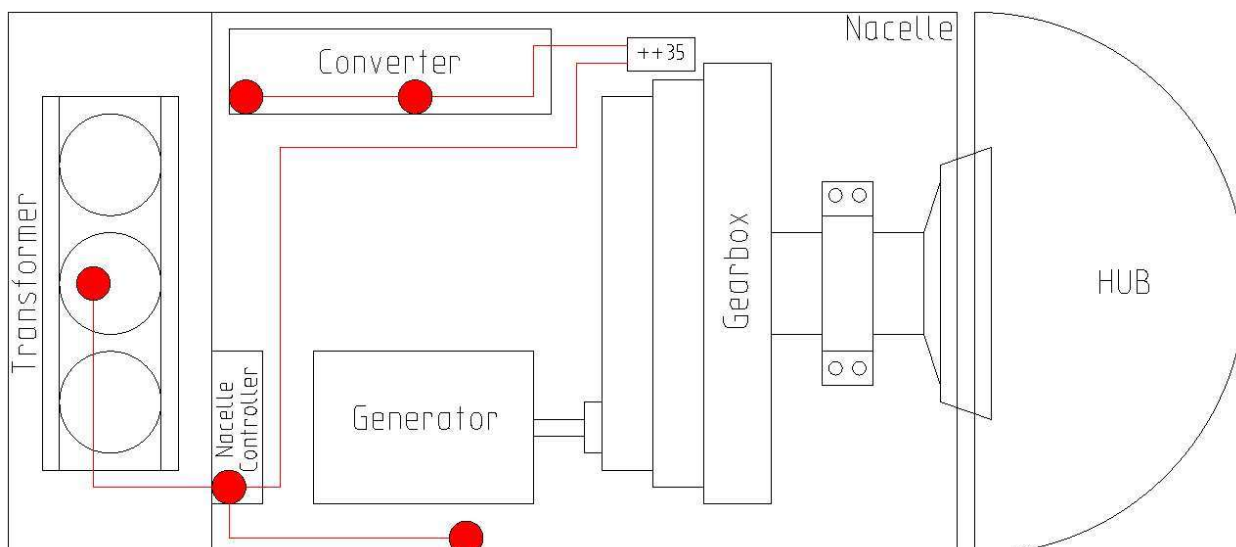 Nacelle
Converter
++35
Transformer
Gearbox
HUB
Nacelle
Controller
Generator